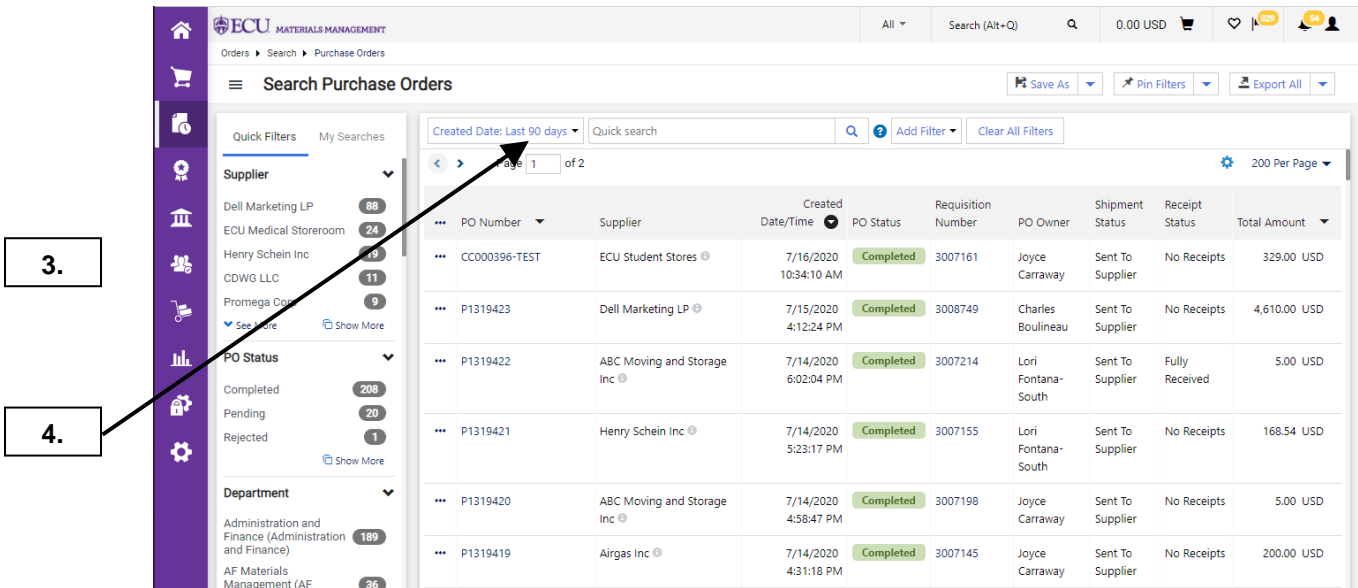 3.
4.
ECU MATERIALS MANAGEMENT
All
Search (Alt+Q)
0.00 USD
329
54
Orders Search Purchase Orders
Search Purchase Orders
Save As
Pin Filters
Export All
Quick Filters
My Searches
Supplier
Dell Marketing LP 88
ECU Medical Storeroom 24
Henry Schein Inc 19
CDWG LLC 11
Promega Corp 9
See More
Show More
PO Status
Completed 208
Pending 20
Rejected 1
Show More
Department
Administration and
Finance (Administration
and Finance) 189
AF Materials
Management (AF 36
Created Date: Last 90 days
Quick search
?
Add Filter
Clear All Filters
Page 1 of 2
200 Per Page
PO Number
Supplier
Created
Date/Time
PO Status
Requisition
Number
PO Owner
Shipment
Status
Receipt
Status
Total Amount
CC000396-TEST
ECU Student Stores
7/16/2020
10:34:10 AM
Completed
3007161
Joyce
Carraway
Sent To
Supplier
No Receipts
329.00 USD
P1319423
Dell Marketing LP
7/15/2020
4:12:24 PM
Completed
3008749
Charles
Boulineau
Sent To
Supplier
No Receipts
4,610.00 USD
P1319422
ABC Moving and Storage
Inc
7/14/2020
6:02:04 PM
Completed
3007214
Lori
Fontana-
South
Sent To
Supplier
Fully
Received
5.00 USD
P1319421
Henry Schein Inc
7/14/2020
5:23:17 PM
Completed
3007155
Lori
Fontana-
South
Sent To
Supplier
No Receipts
168.54 USD
P1319420
ABC Moving and Storage
Inc
7/14/2020
4:58:47 PM
Completed
3007198
Joyce
Carraway
Sent To
Supplier
No Receipts
5.00 USD
P1319419
Airgas Inc
7/14/2020
4:31:18 PM
Completed
3007145
Joyce
Carraway
Sent To
Supplier
No Receipts
200.00 USD